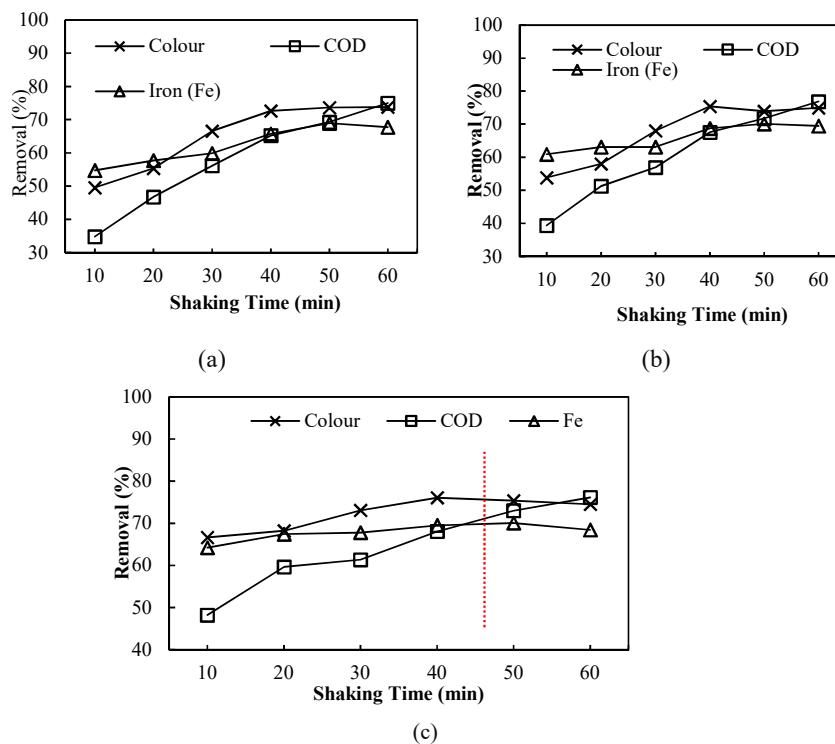 100
90
80
70
60
50
40
30
Removal (%)
Colour
COD
Iron (Fe)
10 20 30 40 50 60
Shaking Time (min)
(a)
100
90
80
70
60
50
40
30
Removal (%)
Colour
COD
Iron (Fe)
10 20 30 40 50 60
Shaking Time (min)
(b)
100
90
80
70
60
50
40
Removal (%)
Colour COD Fe
10 20 30 40 50 60
Shaking Time (min)
(c)